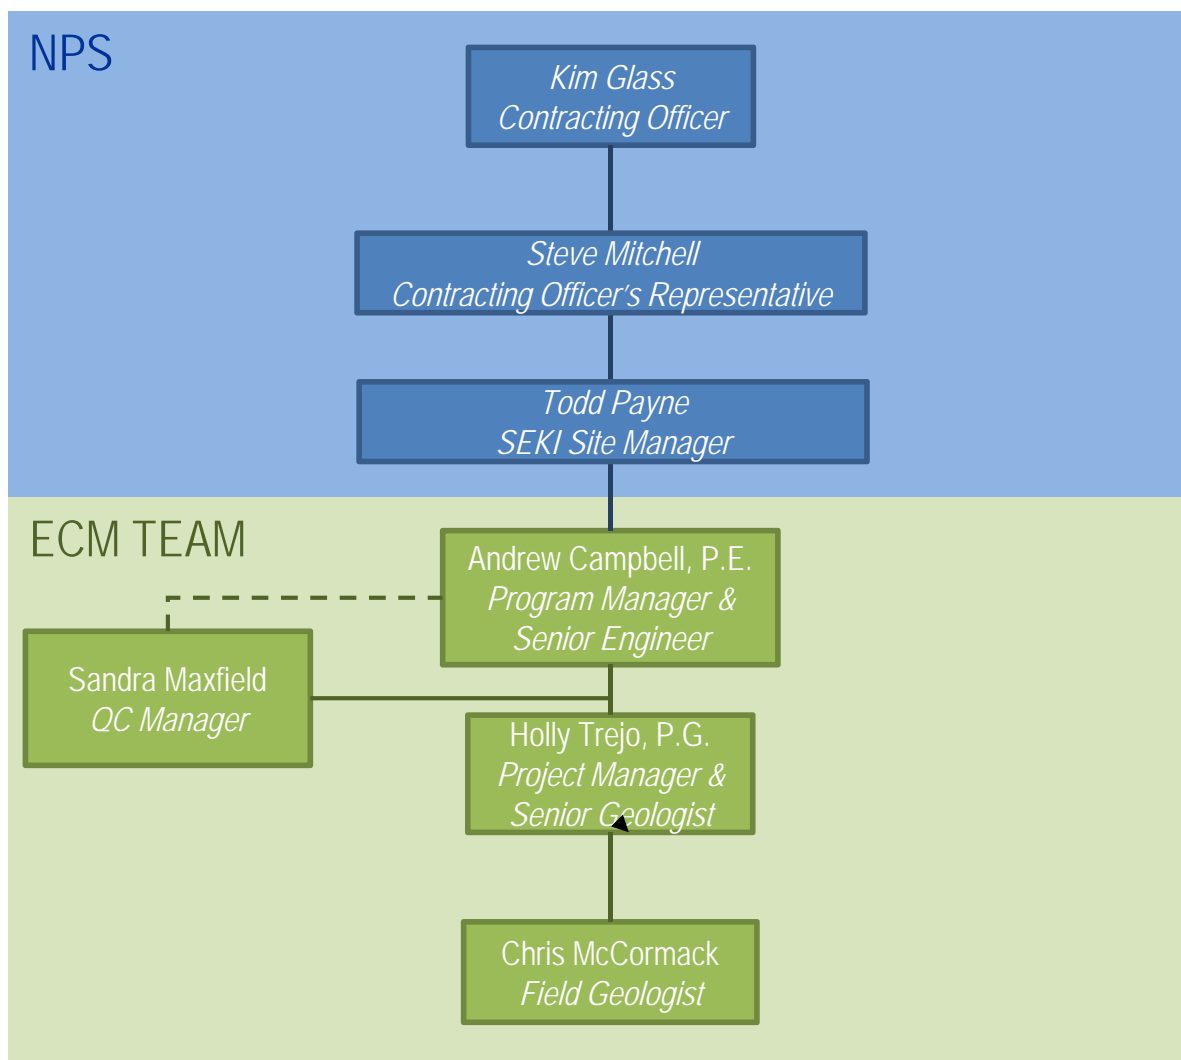 NPS
Kim Glass
Contracting Officer
Steve Mitchell
Contracting Officer's Representative
Todd Payne
SEKI Site Manager
ECM TEAM
Andrew Campbell, P.E.
Program Manager &
Senior Engineer
Sandra Maxfield
QC Manager
Holly Trejo, P.G.
Project Manager &
Senior Geologist
Chris McCormack
Field Geologist